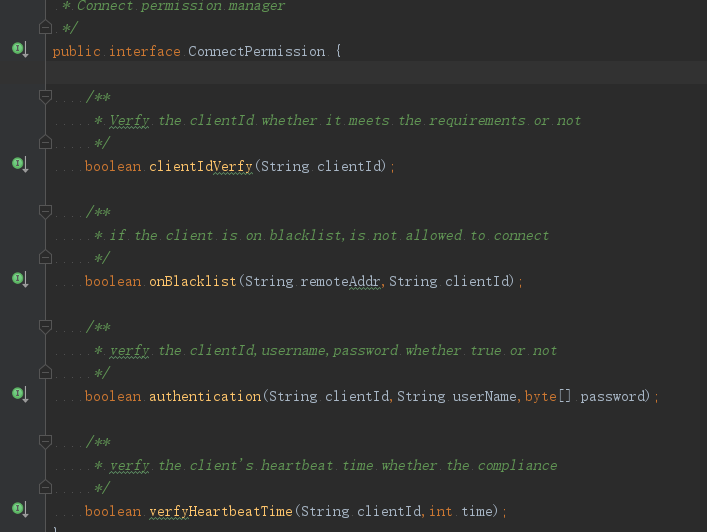 * Connect permission manager
*/
public interface ConnectPermission {
/**
* Verfy the clientId whether it meets the requirements or not
*/
boolean clientIdVerfy(String clientId);
/**
* if the client is on blacklist,is not allowed to connect
*/
boolean onBlacklist(String remoteAddr,String clientId);
/**
* verfy the clientId,username,password whether true or not
*/
boolean authentication(String clientId,String userName,byte[] password);
/**
* verfy the client's heartbeat time whether the compliance
*/
boolean verfyHeartbeatTime(String clientId,int time);
}